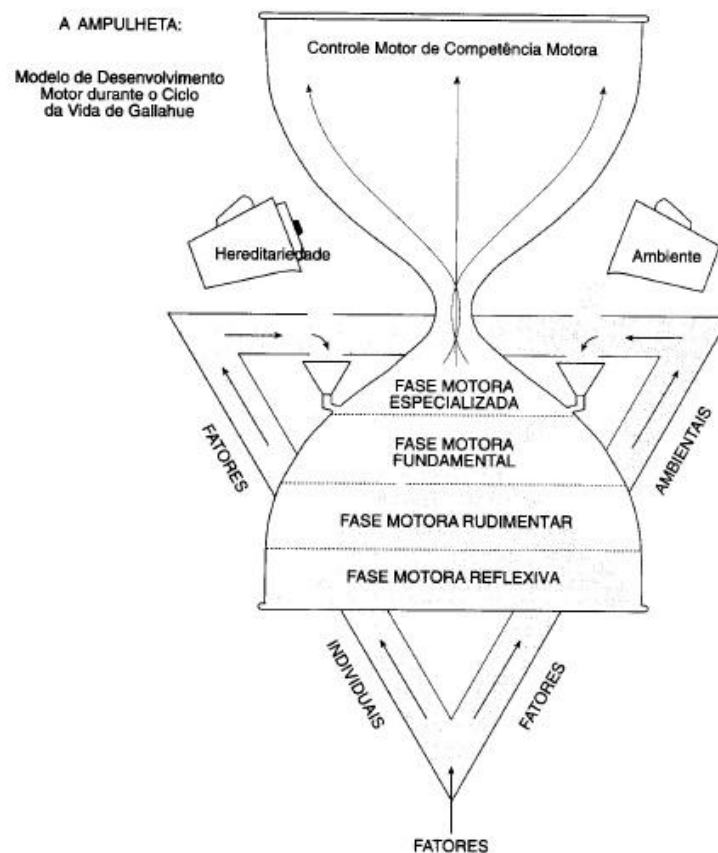 A AMPULHETA:
Modelo de Desenvolvimento
Motor durante o Ciclo
da Vida de Gallahue
Controle Motor de Competência Motora
Hereditariedade
Ambiente
FASE MOTORA
ESPECIALIZADA
FATORES
FASE MOTORA
FUNDAMENTAL
AMBIENTAIS
FASE MOTORA RUDIMENTAR
FASE MOTORA REFLEXIVA
INDIVIDUAIS
FATORES
FATORES